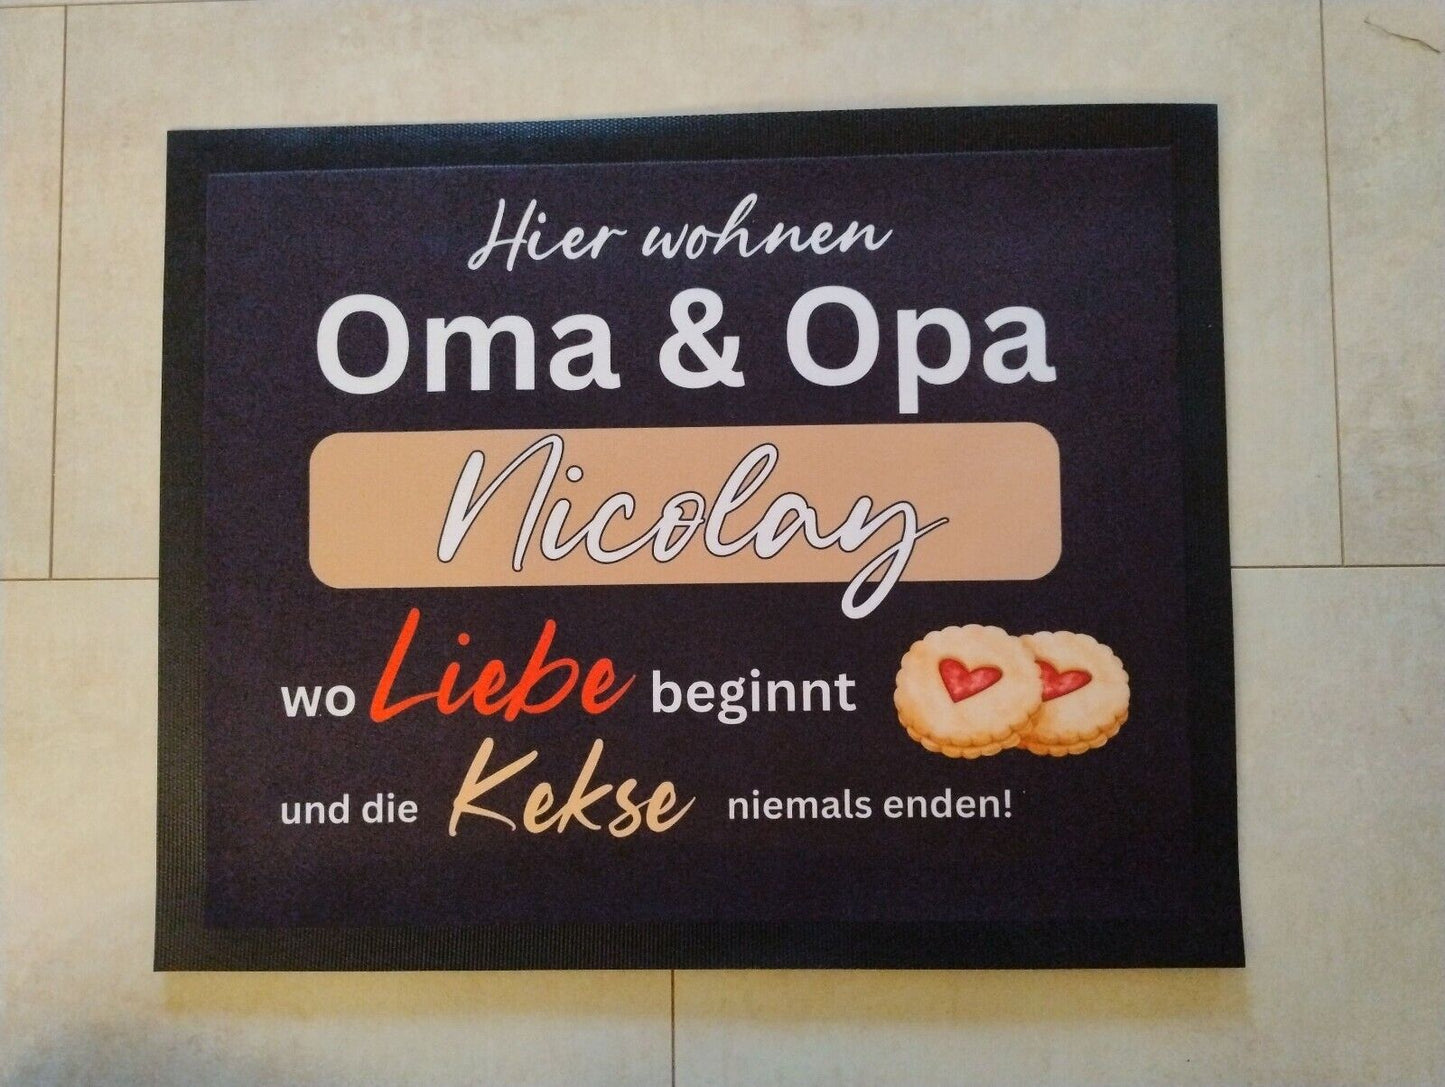 Hier wohnen
Oma & Opa
Nicolay
wo Liebe beginnt
und die Kekse niemals enden!